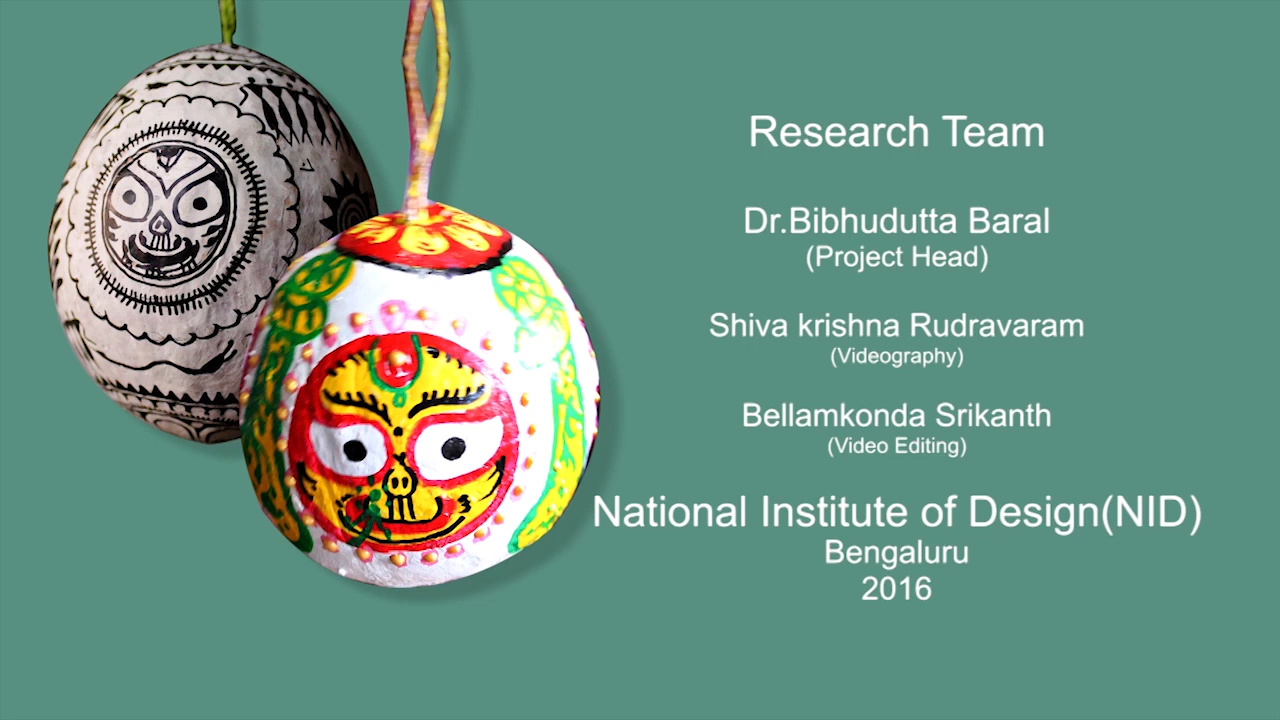 Research Team
Dr.Bibhudutta Baral
(Project Head)
Shiva krishna Rudravaram
(Videography)
Bellamkonda Srikanth
(Video Editing)
National Institute of Design(NID)
Bengaluru
2016